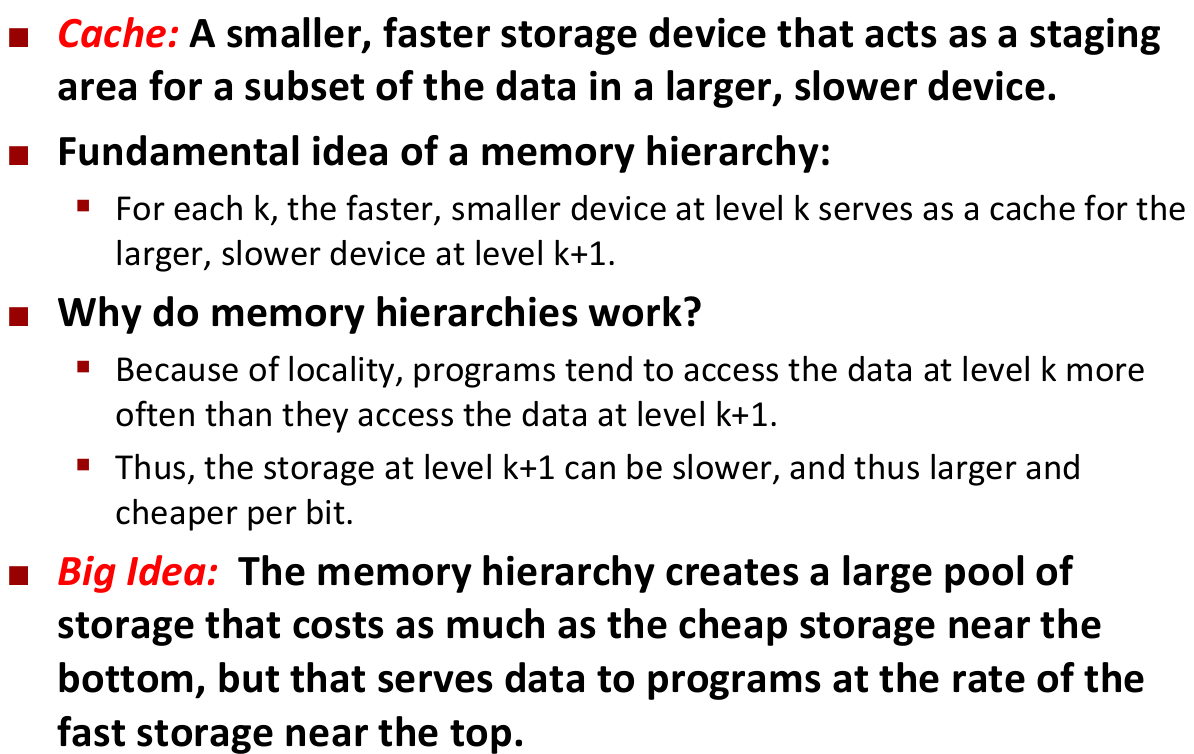 ■ Cache: A smaller, faster storage device that acts as a staging
area for a subset of the data in a larger, slower device.
■ Fundamental idea of a memory hierarchy:
▪ For each k, the faster, smaller device at level k serves as a cache for the
larger, slower device at level k+1.
■ Why do memory hierarchies work?
▪ Because of locality, programs tend to access the data at level k more
often than they access the data at level k+1.
▪ Thus, the storage at level k+1 can be slower, and thus larger and
cheaper per bit.
■ Big Idea: The memory hierarchy creates a large pool of
storage that costs as much as the cheap storage near the
bottom, but that serves data to programs at the rate of the
fast storage near the top.